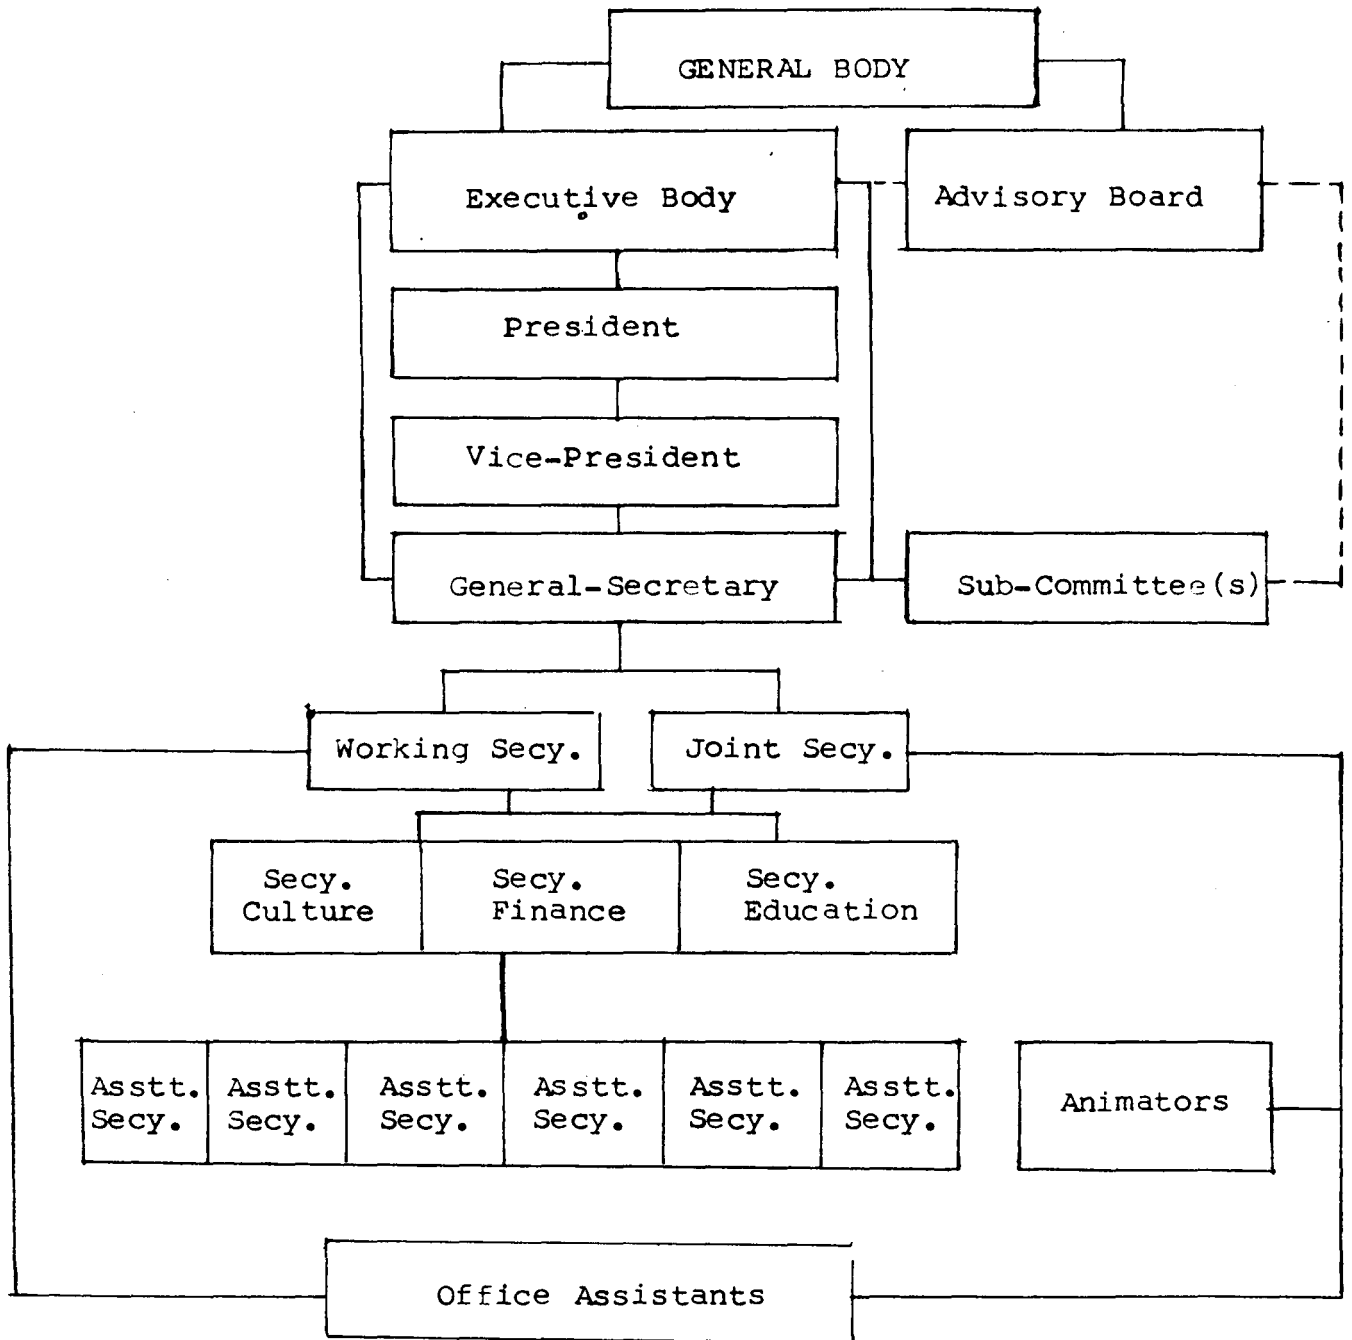 GENERAL BODY
Executive Body
Advisory Board
President
Vice-President
General-Secretary
Sub-Committee(s)
Working Secy.
Joint Secy.
Secy.
Culture
Secy.
Finance
Secy.
Education
Asstt.
Secy.
Asstt.
Secy.
Asstt.
Secy.
Asstt.
Secy.
Asstt.
Secy.
Asstt.
Secy.
Animators
Office Assistants